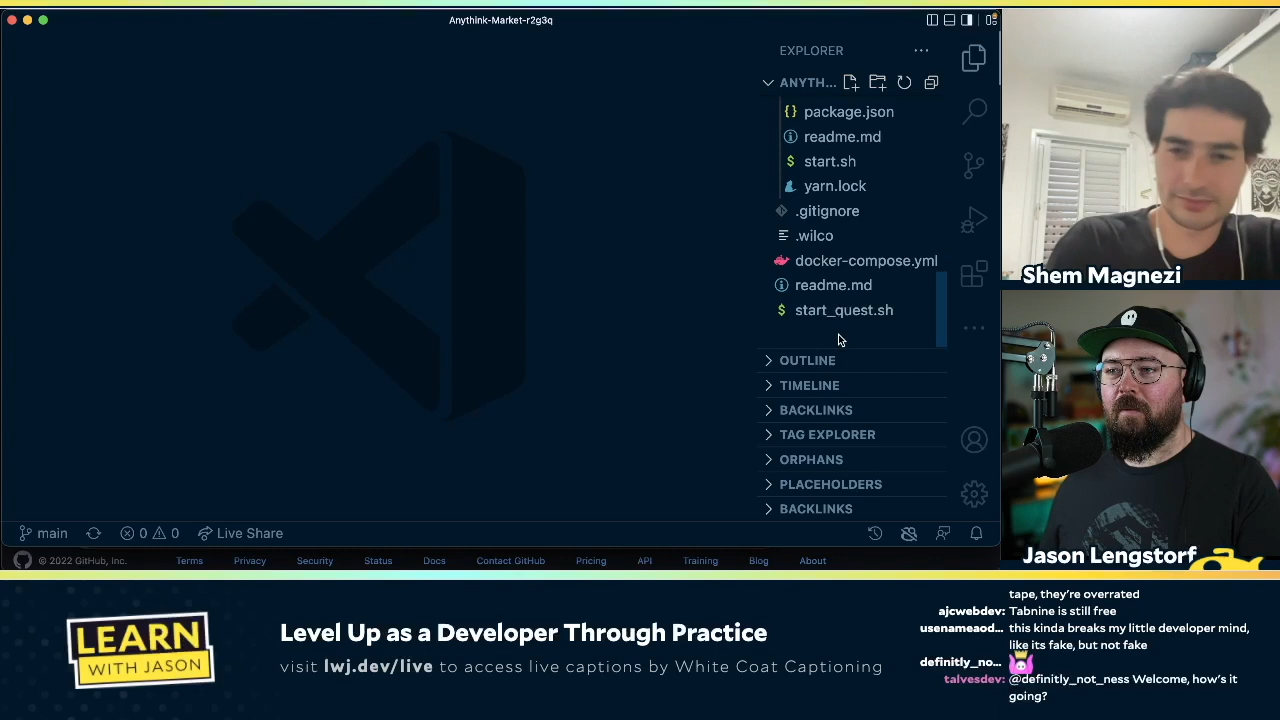 Anythink-Market-r2g3q
EXPLORER
ANYTH...
package.json
readme.md
start.sh
yarn.lock
.gitignore
.wilco
docker-compose.yml
readme.md
start_quest.sh
OUTLINE
TIMELINE
BACKLINKS
TAG EXPLORER
ORPHANS
PLACEHOLDERS
BACKLINKS
main
0 0
Live Share
© 2022 GitHub, Inc. Terms Privacy Security Status Docs Contact GitHub Pricing API Training Blog About
Shem Magnezi
Jason Lengstorf
LEARN
WITH JASON
Level Up as a Developer Through Practice
visit lwj.dev/live to access live captions by White Coat Captioning
tape, they're overrated
ajcwebdev: Tabnine is still free
usenameaod... this kinda breaks my little developer mind,
like its fake, but not fake
definitly_no...
talvesdev: @definitly_not_ness Welcome, how's it
going?